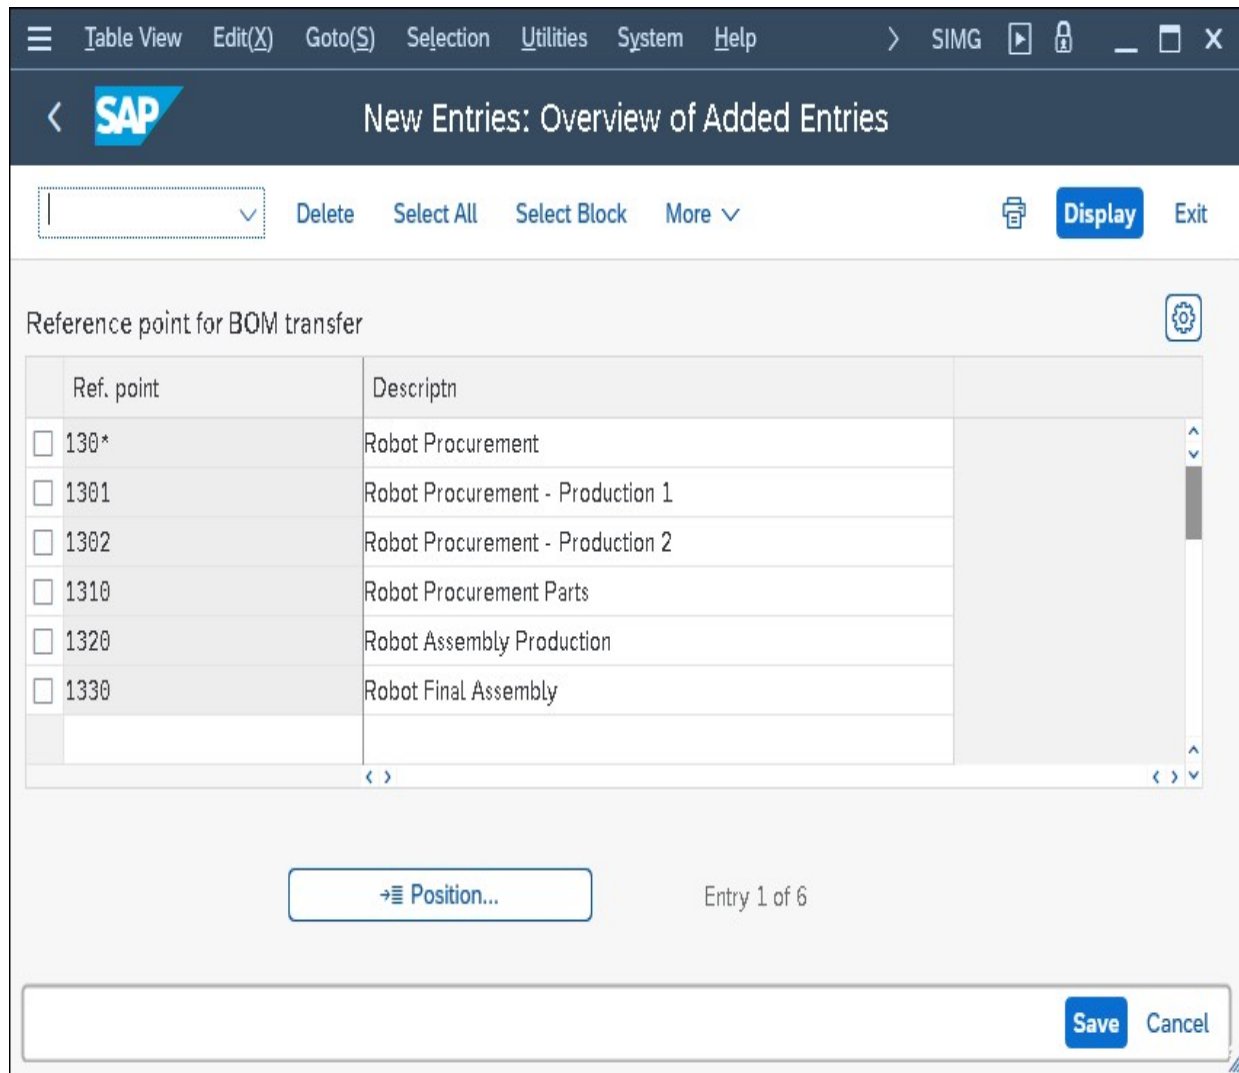 Table View Edit(X) Goto(S) Selection Utilities System Help SIMG
SAP New Entries: Overview of Added Entries
Delete Select All Select Block More Display Exit
Reference point for BOM transfer
Ref. point Descriptn
130* Robot Procurement
1301 Robot Procurement - Production 1
1302 Robot Procurement - Production 2
1310 Robot Procurement Parts
1320 Robot Assembly Production
1330 Robot Final Assembly
Position... Entry 1 of 6
Save Cancel